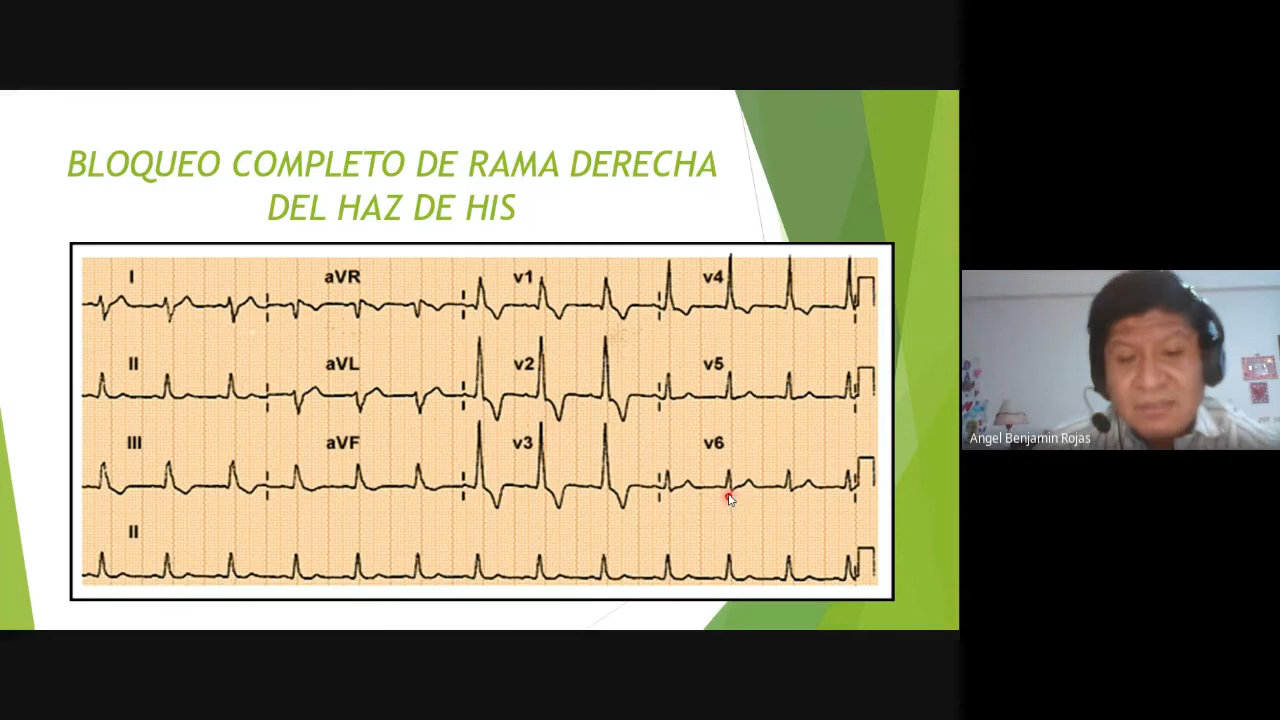 BLOQUEO COMPLETO DE RAMA DERECHA
DEL HAZ DE HIS
I aVR v1 v4
II aVL v2 v5
III aVF v3 v6
II
Angel Benjamin Rojas